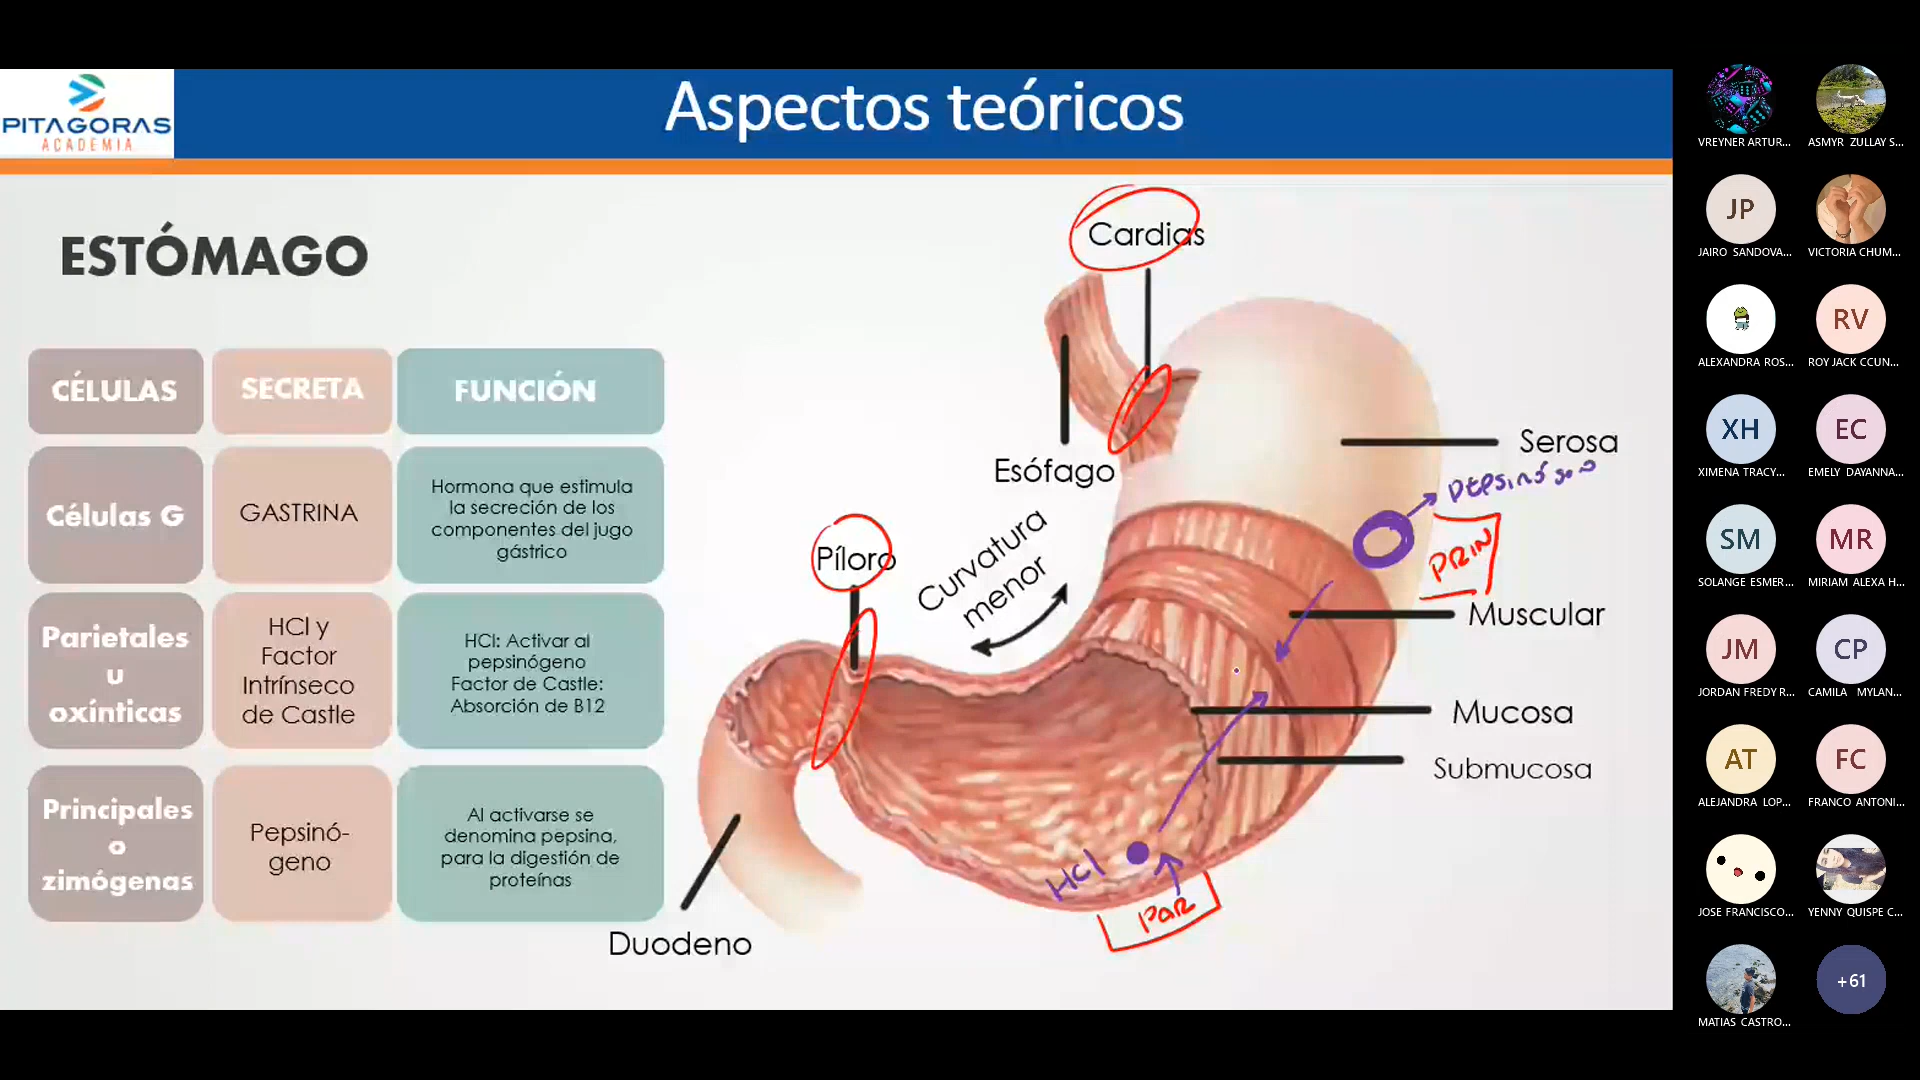 PITAGORAS
ACADEMIA
Aspectos teóricos
ESTÓMAGO
CÉLULAS
SECRETA
FUNCIÓN
Células G
GASTRINA
Hormona que estimula
la secreción de los
componentes del jugo
gástrico
Parietales
u
oxínticas
HCl y
Factor
Intrínseco
de Castle
HCl: Activar al
pepsinógeno
Factor de Castle:
Absorción de B12
Principales
o
zimógenas
Pepsinó-
geno
Al activarse se
denomina pepsina,
para la digestión de
proteínas
Cardias
Esófago
Píloro
Curvatura
menor
Serosa
Pepsinógeno
PRIN
Muscular
Mucosa
Submucosa
HCl
PAR
Duodeno
VREYNER ARTUR...
ASMYR ZULLAY S...
JP
JAIRO SANDOVA...
VICTORIA CHUM...
ALEXANDRA ROS...
RV
ROY JACK CCUN...
XH
XIMENA TRACY...
EC
EMELY DAYANNA...
SM
SOLANGE ESMER...
MR
MIRIAM ALEXA H...
JM
JORDAN FREDY R...
CP
CAMILA MYLAN...
AT
ALEJANDRA LOP...
FC
FRANCO ANTONI...
JOSE FRANCISCO...
YENNY QUISPE C...
MATIAS CASTRO...
+61